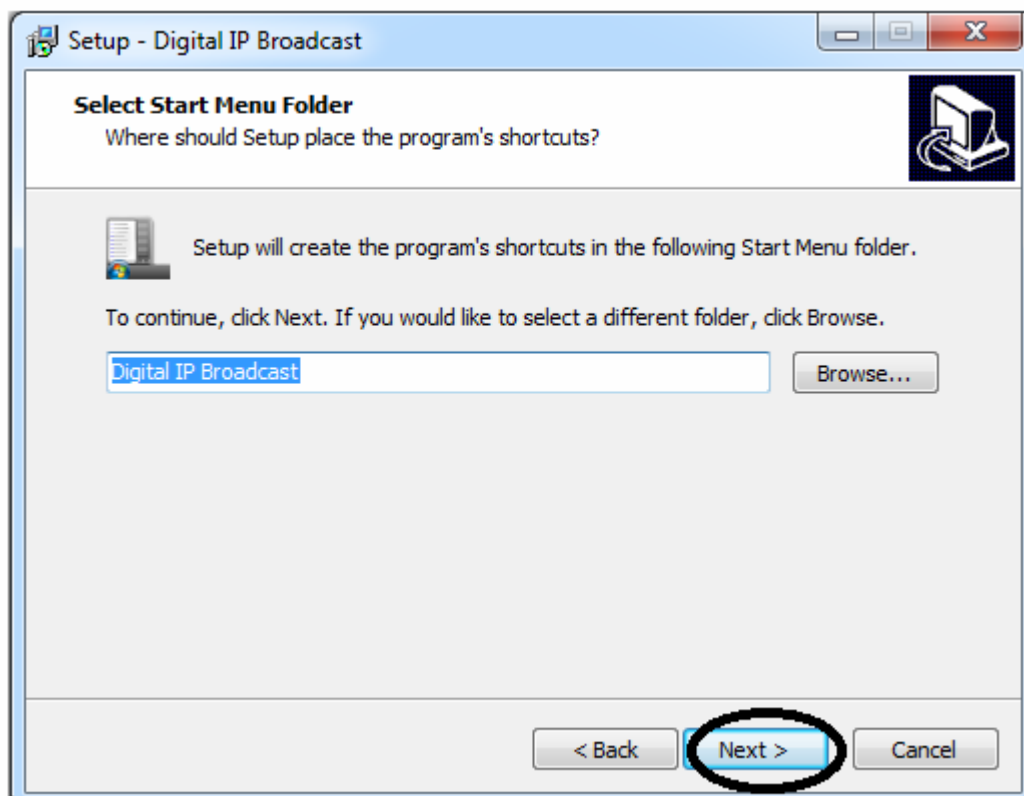 Setup - Digital IP Broadcast
Select Start Menu Folder
Where should Setup place the program's shortcuts?
Setup will create the program's shortcuts in the following Start Menu folder.
To continue, click Next. If you would like to select a different folder, click Browse.
Digital IP Broadcast
Browse...
< Back
Next >
Cancel